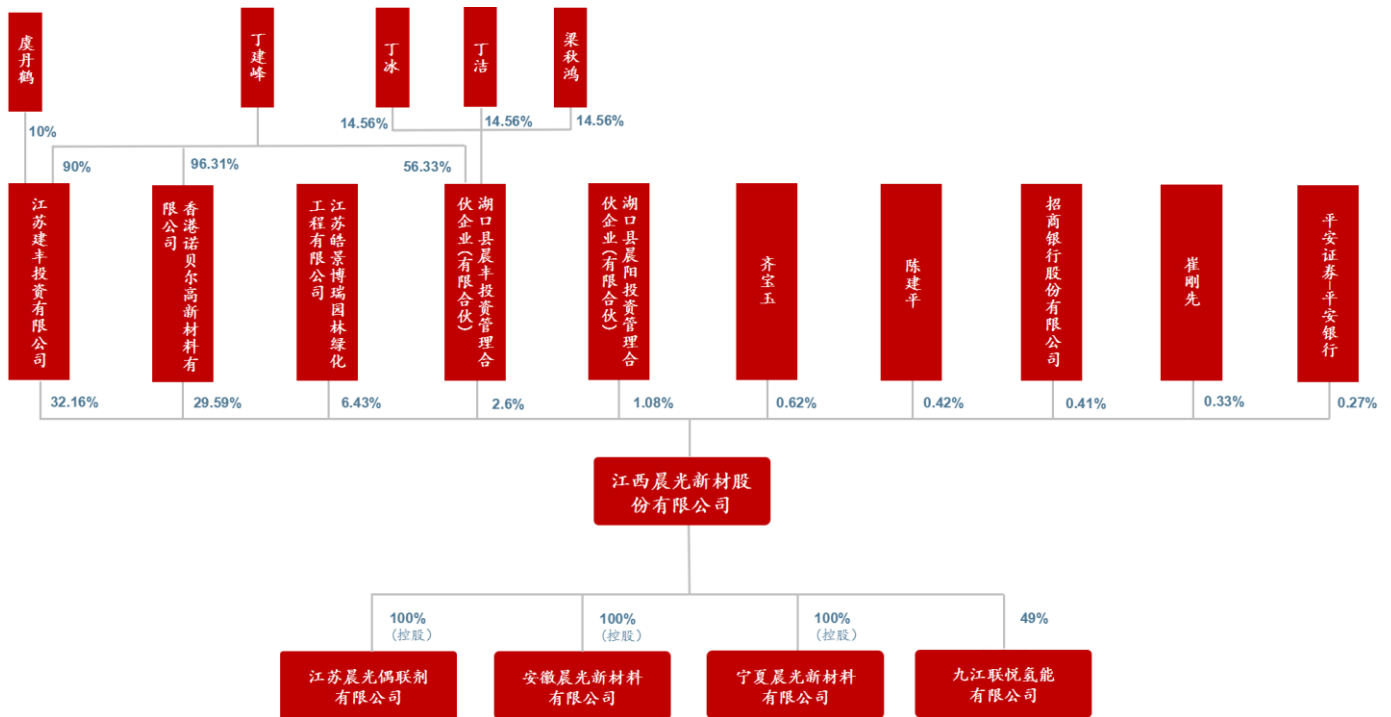 虞丹鹤
丁建峰
丁冰
丁洁
梁秋鸿
10%
14.56%
14.56%
14.56%
90%
96.31%
56.33%
江苏建丰投资有限公司
香港诺贝尔高新材料有
限公司
江苏皓景博瑞园林绿化
工程有限公司
湖口县晨丰投资管理合
伙企业(有限合伙)
湖口县晨阳投资管理合
伙企业(有限合伙)
齐宝玉
陈建平
招商银行股份有限公司
崔刚先
平安证券-平安银行
32.16%
29.59%
6.43%
2.6%
1.08%
0.62%
0.42%
0.41%
0.33%
0.27%
江西晨光新材股
份有限公司
100%
(控股)
100%
(控股)
100%
(控股)
49%
江苏晨光偶联剂
有限公司
安徽晨光新材料
有限公司
宁夏晨光新材料
有限公司
九江联悦氢能
有限公司